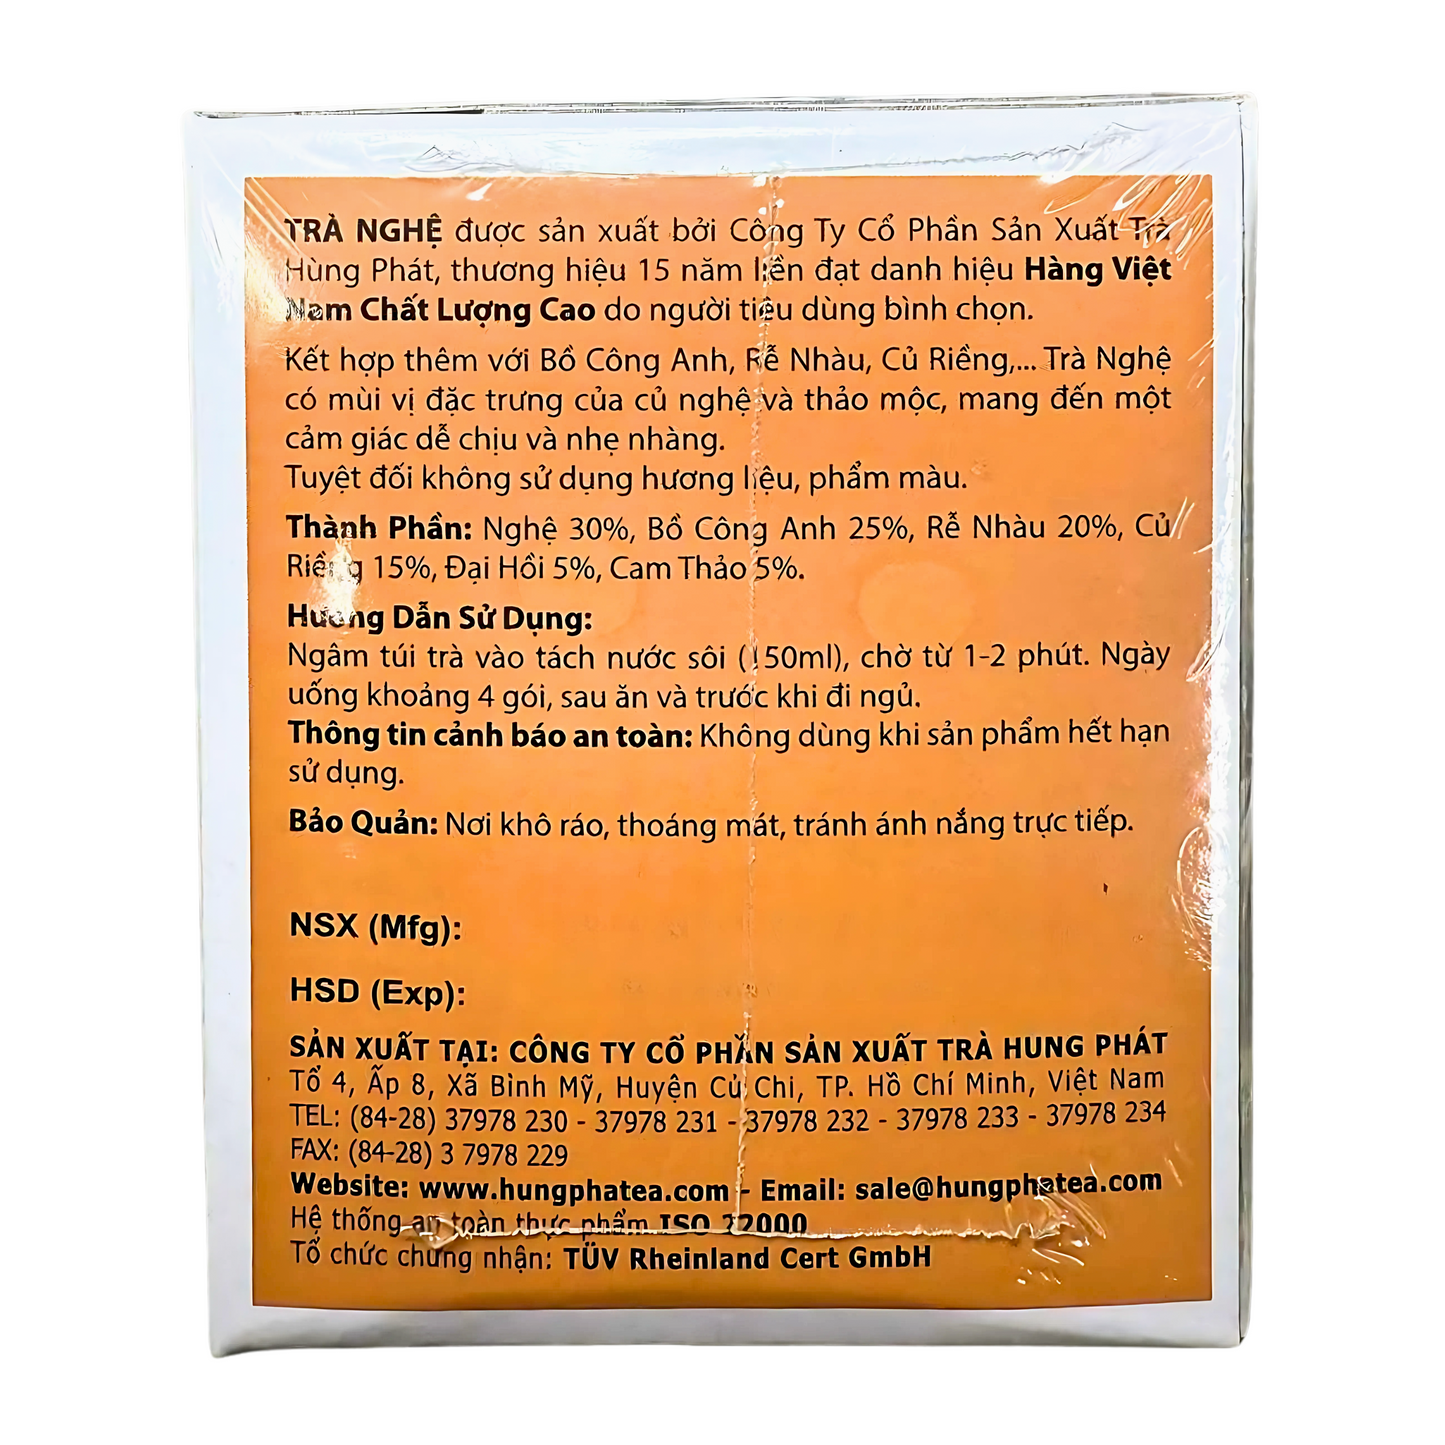 TRÀ NGHỆ được sản xuất bởi Công Ty Cổ Phần Sản Xuất Trà
Hùng Phát, thương hiệu 15 năm liền đạt danh hiệu Hàng Việt
Nam Chất Lượng Cao do người tiêu dùng bình chọn.
Kết hợp thêm với Bồ Công Anh, Rễ Nhàu, Củ Riềng,... Trà Nghệ
có mùi vị đặc trưng của củ nghệ và thảo mộc, mang đến một
cảm giác dễ chịu và nhẹ nhàng.
Tuyệt đối không sử dụng hương liệu, phẩm màu.
Thành Phần: Nghệ 30%, Bồ Công Anh 25%, Rễ Nhàu 20%, Củ
Riềng 15%, Đại Hồi 5%, Cam Thảo 5%.
Hướng Dẫn Sử Dụng:
Ngâm túi trà vào tách nước sôi (150ml), chờ từ 1-2 phút. Ngày
uống khoảng 4 gói, sau ăn và trước khi đi ngủ.
Thông tin cảnh báo an toàn: Không dùng khi sản phẩm hết hạn
sử dụng.
Bảo Quản: Nơi khô ráo, thoáng mát, tránh ánh nắng trực tiếp.
NSX (Mfg):
HSD (Exp):
SẢN XUẤT TẠI: CÔNG TY CỔ PHẦN SẢN XUẤT TRÀ HÙNG PHÁT
Tổ 4, Ấp 8, Xã Bình Mỹ, Huyện Củ Chi, TP. Hồ Chí Minh, Việt Nam
TEL: (84-28) 37978 230 - 37978 231 - 37978 232 - 37978 233 - 37978 234
FAX: (84-28) 3 7978 229
Website: www.hungphatea.com - Email: sale@hungphatea.com
Hệ thống an toàn thực phẩm ISO 22000
Tổ chức chứng nhận: TÜV Rheinland Cert GmbH